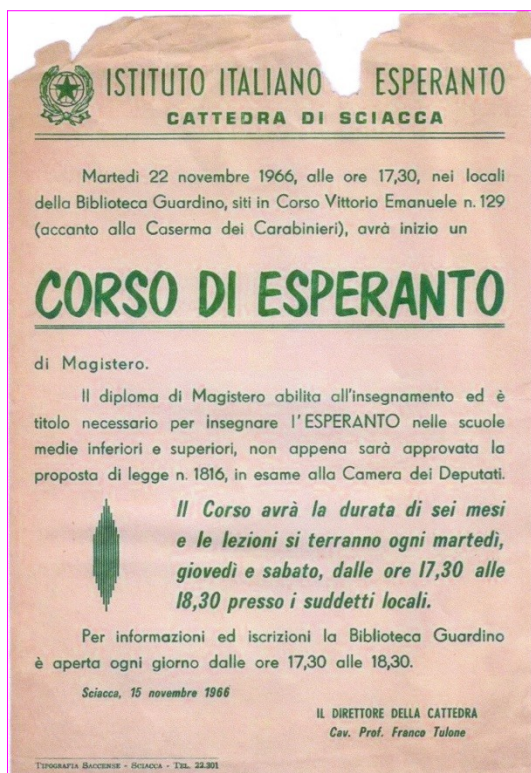 ISTITUTO ITALIANO ESPERANTO
CATTEDRA DI SCIACCA
Martedì 22 novembre 1966, alle ore 17,30, nei locali
della Biblioteca Guardino, siti in Corso Vittorio Emanuele n. 129
(accanto alla Caserma dei Carabinieri), avrà inizio un
CORSO DI ESPERANTO
di Magistero.
Il diploma di Magistero abilita all'insegnamento ed è
titolo necessario per insegnare l'ESPERANTO nelle scuole
medie inferiori e superiori, non appena sarà approvata la
proposta di legge n. 1816, in esame alla Camera dei Deputati.
Il Corso avrà la durata di sei mesi
e le lezioni si terranno ogni martedì,
giovedì e sabato, dalle ore 17,30 alle
18,30 presso i suddetti locali.
Per informazioni ed iscrizioni la Biblioteca Guardino
è aperta ogni giorno dalle ore 17,30 alle 18,30.
Sciacca, 15 novembre 1966
IL DIRETTORE DELLA CATTEDRA
Cav. Prof. Franco Tulone
TIPOGRAFIA SACCENSE - SCIACCA - TEL. 22.301